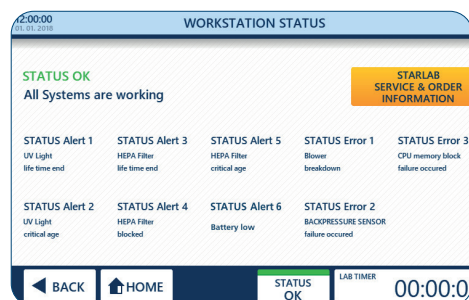 12:00:00
01. 01. 2018
WORKSTATION STATUS
STATUS OK
All Systems are working
STARLAB
SERVICE & ORDER
INFORMATION
STATUS Alert 1
UV Light
life time end
STATUS Alert 3
HEPA Filter
life time end
STATUS Alert 5
HEPA Filter
critical age
STATUS Error 1
Blower
breakdown
STATUS Error 3
CPU memory block
failure occured
STATUS Alert 2
UV Light
critical age
STATUS Alert 4
HEPA Filter
blocked
STATUS Alert 6
Battery low
STATUS Error 2
BACKPRESSURE SENSOR
failure occured
BACK
HOME
STATUS
OK
LAB TIMER
00:00:0